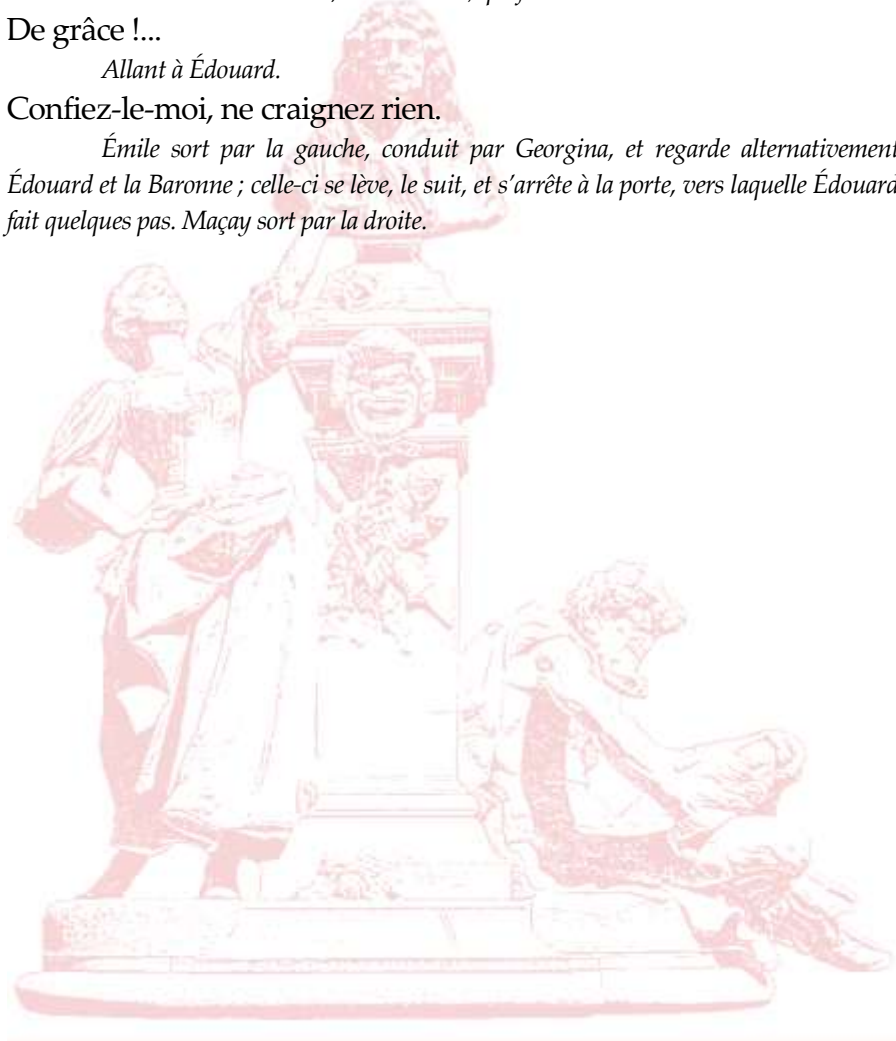 De grâce !...
Allant à Édouard.
Confiez-le-moi, ne craignez rien.
Émile sort par la gauche, conduit par Georgina, et regarde alternativement
Édouard et la Baronne ; celle-ci se lève, le suit, et s’arrête à la porte, vers laquelle Édouard
fait quelques pas. Maçay sort par la droite.